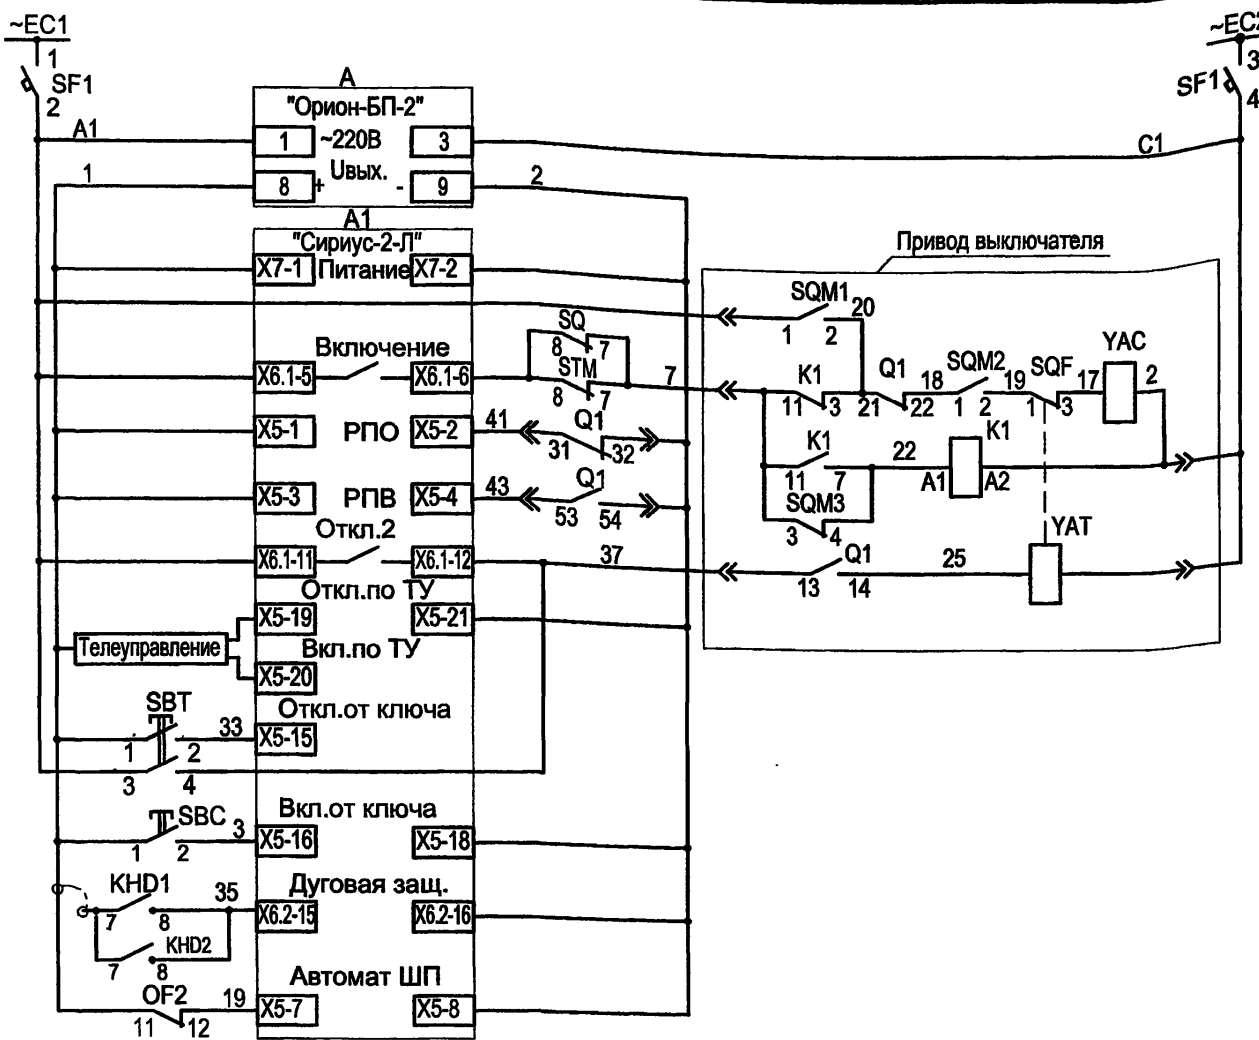 ~EC1
~EC2
1
3
SF1
SF1
2
4
A
"Орион-БП-2"
A1
1 ~220В 3
C1
1
8 + Uвых. - 9
2
A1
"Сириус-2-Л"
Привод выключателя
X7-1 Питание X7-2
SQM1
20
1 2
SQ
8 7
Включение
X6.1-5 X6.1-6
STM
8 7
7
K1
11 3
Q1
21 22
18
SQM2
1 2
19
SQF
1 3
17
YAC
2
X5-1 РПО X5-2
41
Q1
31 32
K1
11 7
22
K1
A1 A2
X5-3 РПВ X5-4
43
Q1
53 54
SQM3
3 4
Откл.2
X6.1-11 X6.1-12
37
Q1
13 14
25
YAT
Откл.по ТУ
X5-19 X5-21
Телеуправление
Вкл.по ТУ
X5-20
SBT
Откл.от ключа
33
X5-15
1 2
3 4
Вкл.от ключа
SBC
3
X5-16 X5-18
1 2
Дуговая защ.
KHD1
35
X6.2-15 X6.2-16
7 8
KHD2
7 8
Автомат ШП
OF2
19
X5-7 X5-8
11 12